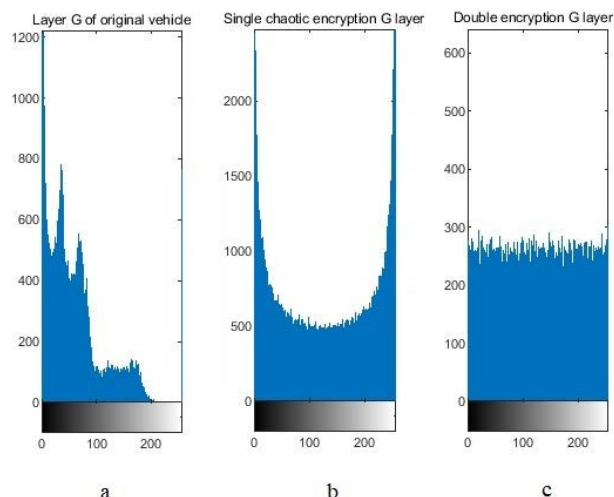 Layer G of original vehicle
1200
1000
800
600
400
200
0
0 100 200
a
Single chaotic encryption G layer
2000
1500
1000
500
0
0 100 200
b
Double encryption G layer
600
500
400
300
200
100
0
0 100 200
c